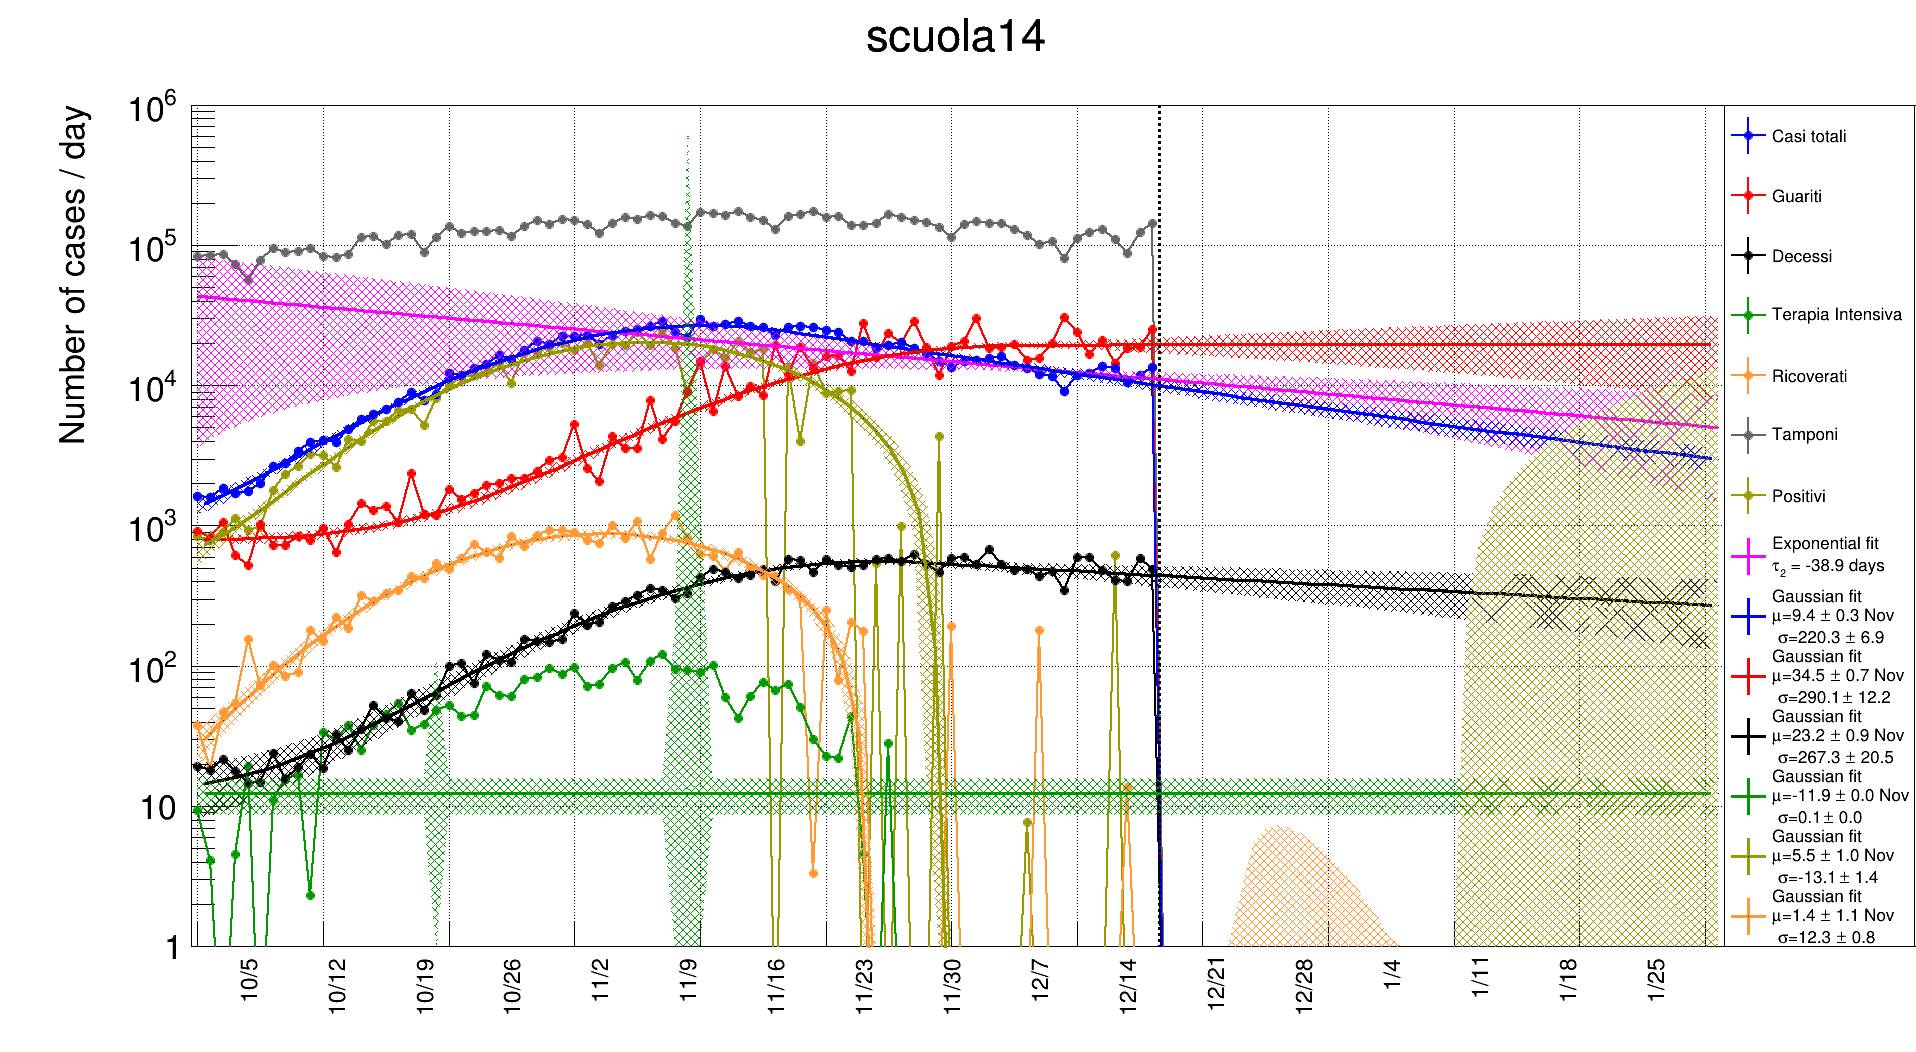 scuola14
Number of cases / day
10^6
10^5
10^4
10^3
10^2
10
1
10/5
10/12
10/19
10/26
11/2
11/9
11/16
11/23
11/30
12/7
12/14
12/21
12/28
1/4
1/11
1/18
1/25
Casi totali
Guariti
Decessi
Terapia Intensiva
Ricoverati
Tamponi
Positivi
Exponential fit
τ₂ = -38.9 days
Gaussian fit
μ=9.4 ± 0.3 Nov
σ=220.3 ± 6.9
Gaussian fit
μ=34.5 ± 0.7 Nov
σ=290.1 ± 12.2
Gaussian fit
μ=23.2 ± 0.9 Nov
σ=267.3 ± 20.5
Gaussian fit
μ=-11.9 ± 0.0 Nov
σ=0.1 ± 0.0
Gaussian fit
μ=5.5 ± 1.0 Nov
σ=-13.1 ± 1.4
Gaussian fit
μ=1.4 ± 1.1 Nov
σ=12.3 ± 0.8